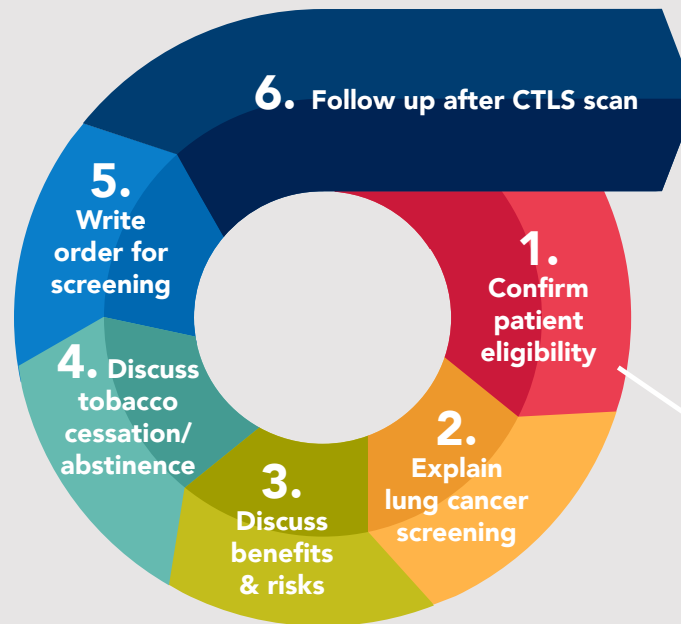 1.
Confirm
patient
eligibility
2.
Explain
lung cancer
screening
3.
Discuss
benefits
& risks
4. Discuss
tobacco
cessation/
abstinence
5.
Write
order for
screening
6. Follow up after CTLS scan